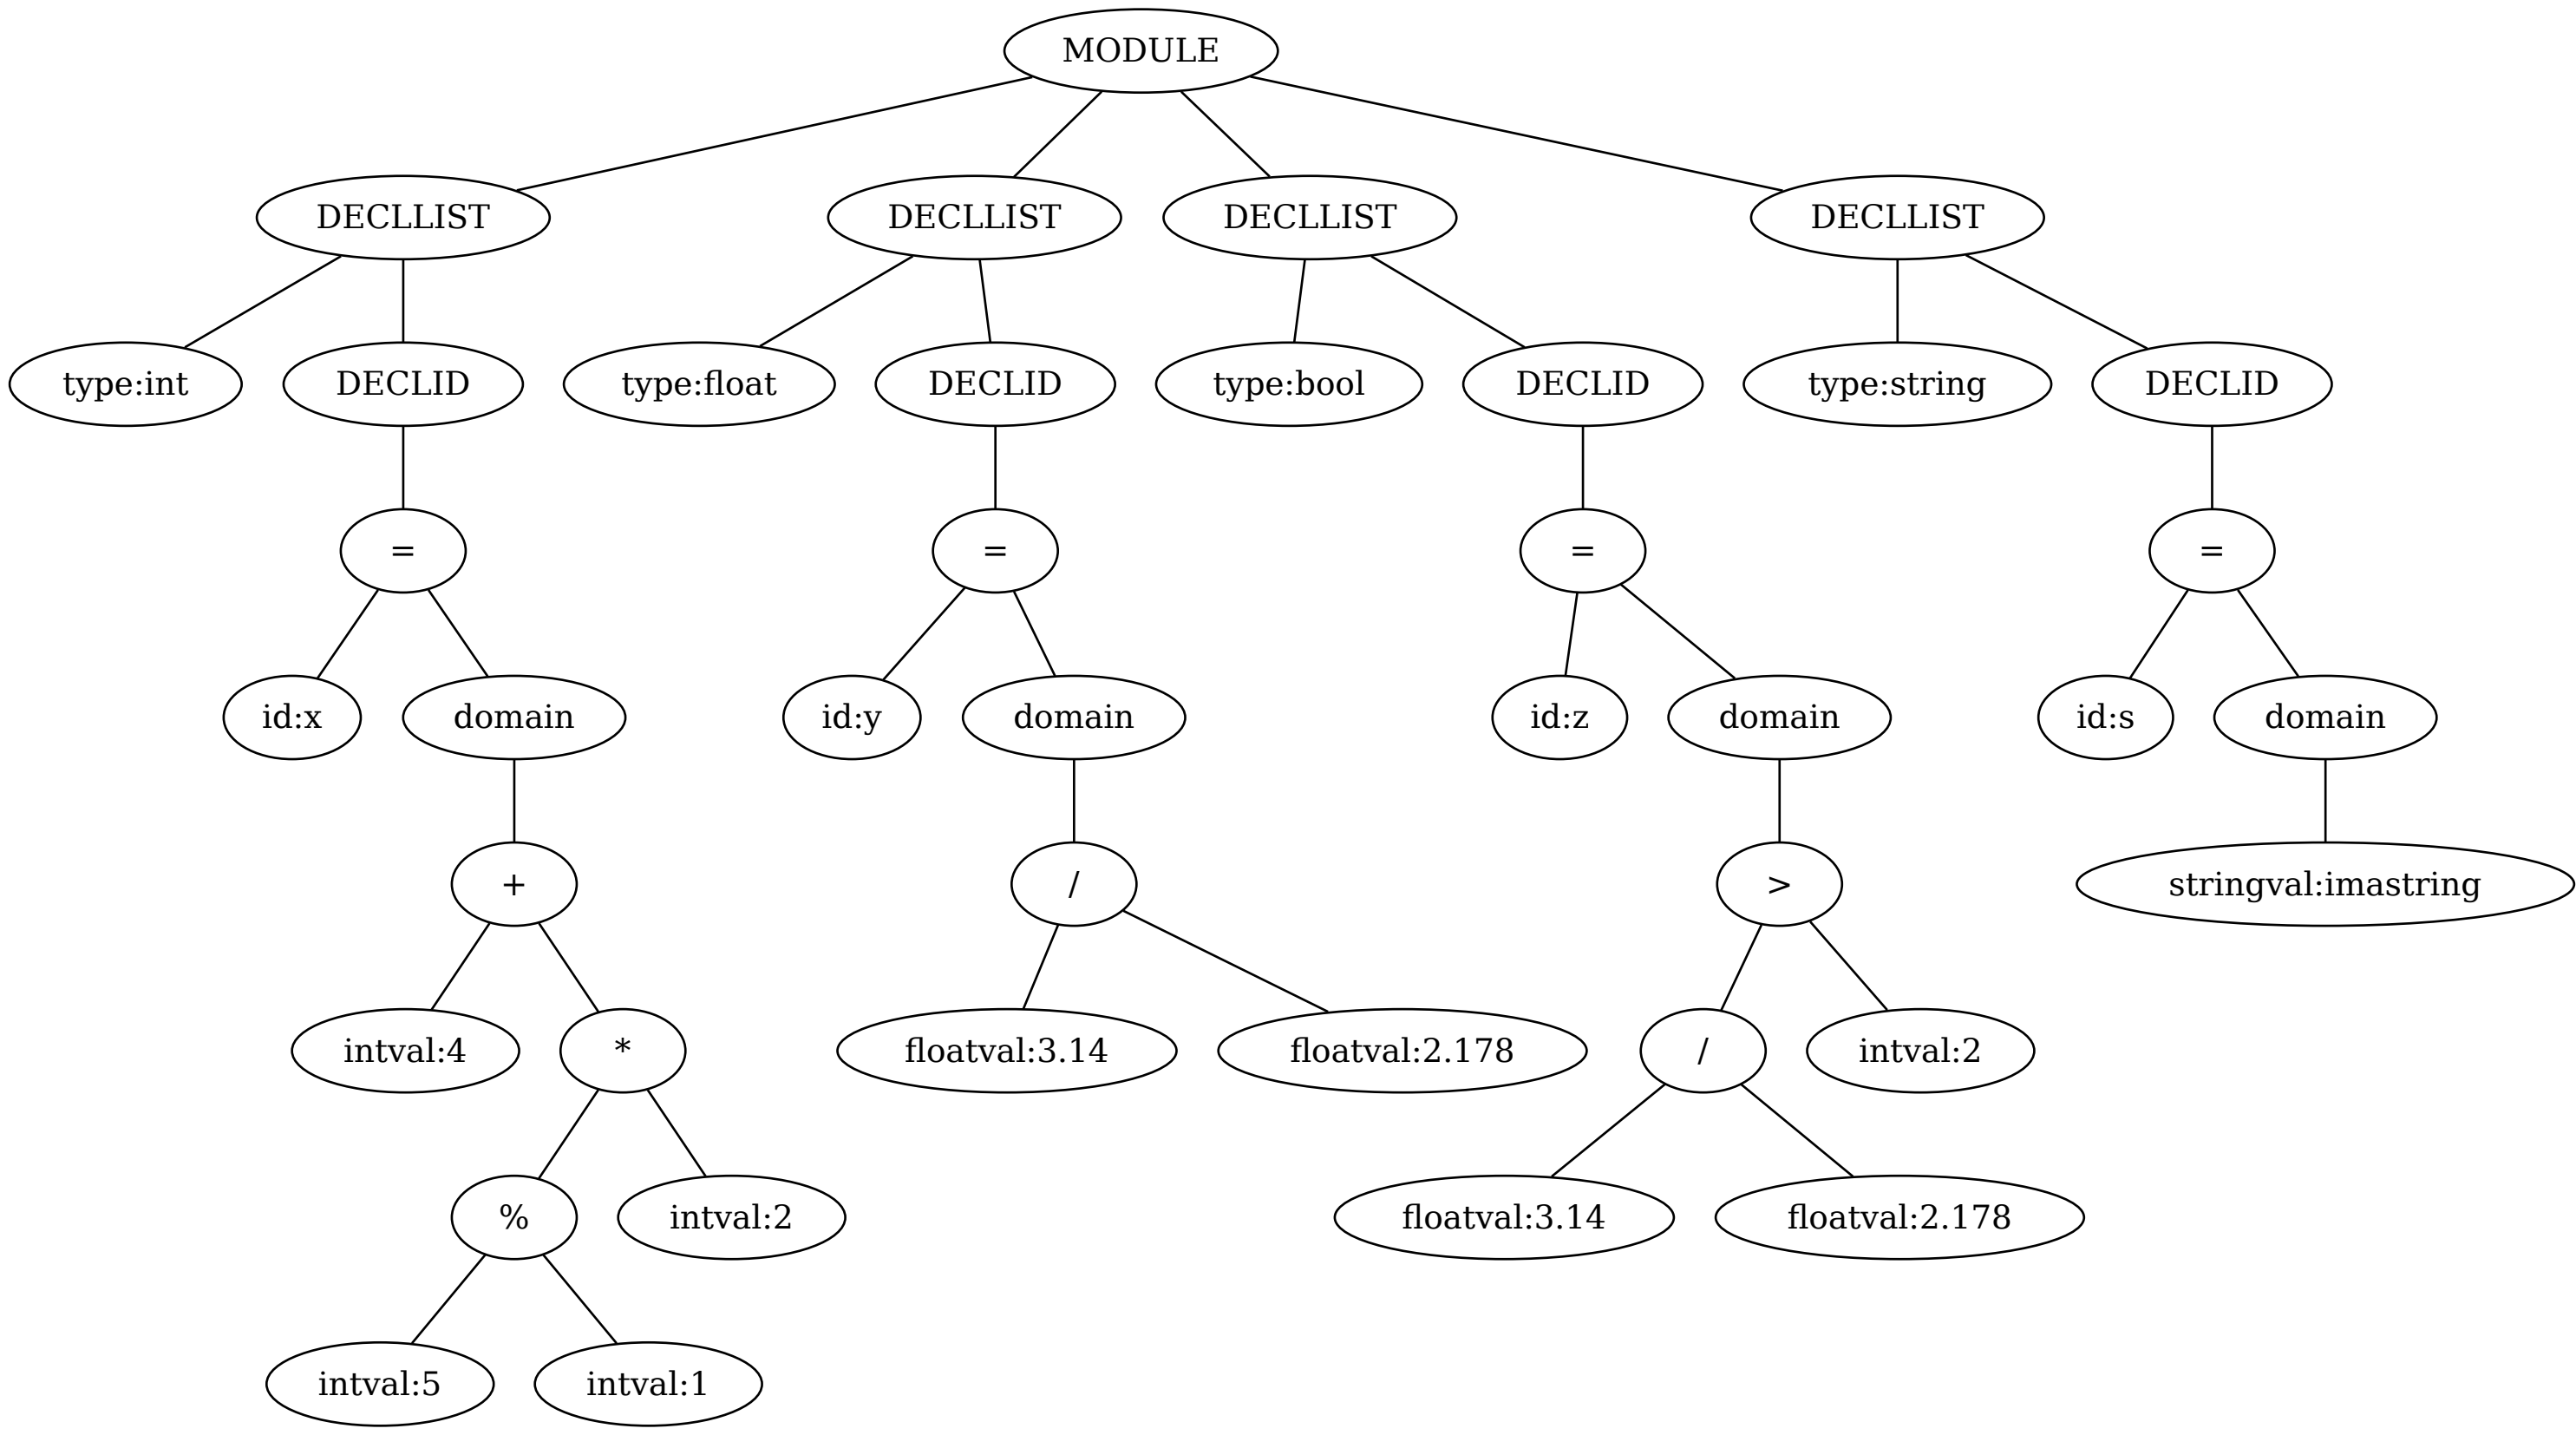 MODULE
DECLLIST
DECLLIST
DECLLIST
DECLLIST
type:int
DECLID
type:float
DECLID
type:bool
DECLID
type:string
DECLID
=
=
=
=
id:x
domain
id:y
domain
id:z
domain
id:s
domain
+
/
>
stringval:imastring
intval:4
*
floatval:3.14
floatval:2.178
/
intval:2
%
intval:2
floatval:3.14
floatval:2.178
intval:5
intval:1